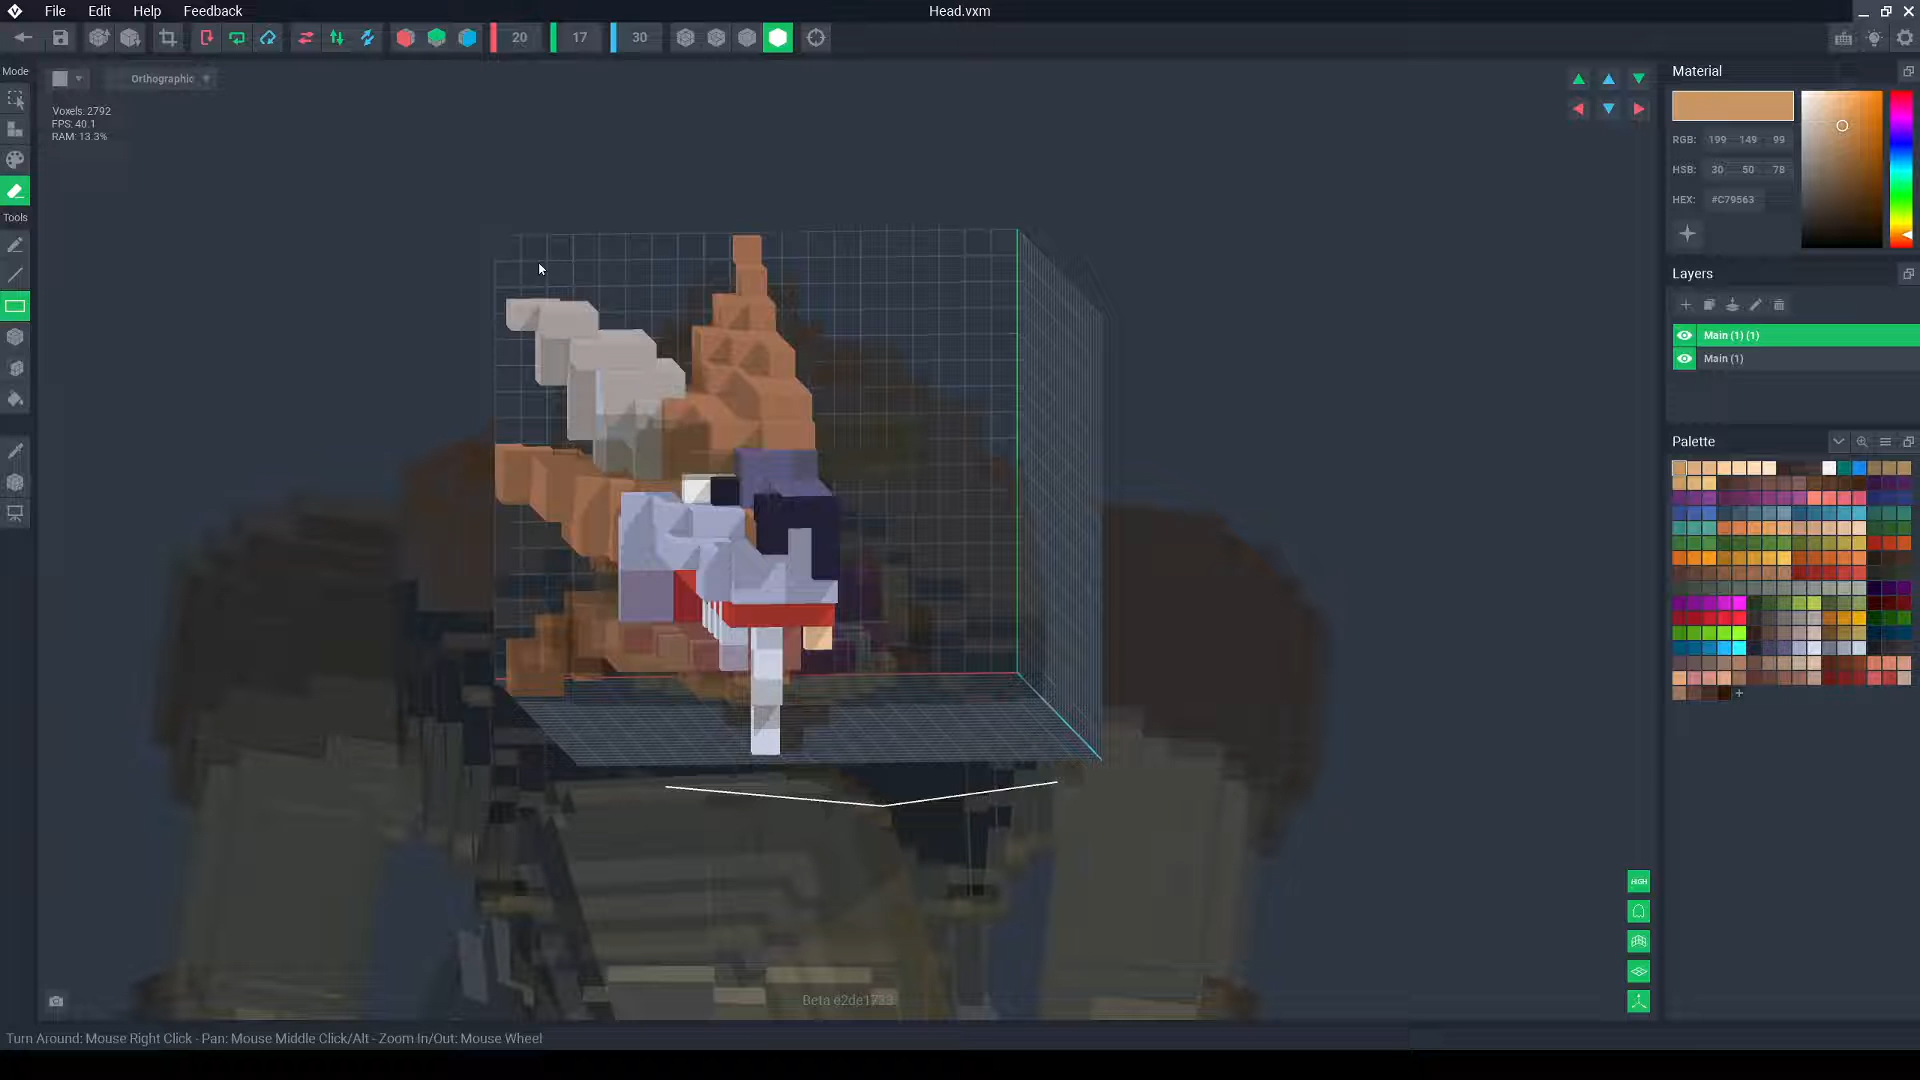 File Edit Help Feedback Head.vxm
20 17 30
Mode
Orthographic
Voxels: 2792
FPS: 40.1
RAM: 13.3%
Tools
Material
RGB: 199 149 99
HSB: 30 50 78
HEX: #C79563
Layers
Main (1) (1)
Main (1)
Palette
HIGH
Beta e2de1733
Turn Around: Mouse Right Click - Pan: Mouse Middle Click/Alt - Zoom In/Out: Mouse Wheel